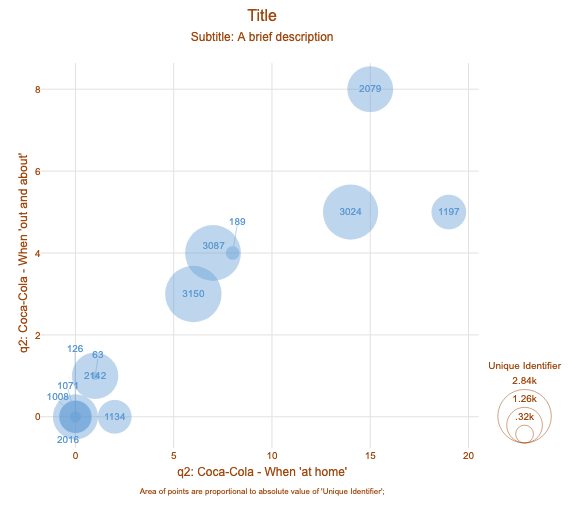 Title
Subtitle: A brief description
q2: Coca-Cola - When 'out and about'
8
6
4
2
0
2079
3024
1197
189
3087
3150
126
63
2142
1071
1008
1134
2016
0
5
10
15
20
q2: Coca-Cola - When 'at home'
Unique Identifier
2.84k
1.26k
.32k
Area of points are proportional to absolute value of 'Unique Identifier';